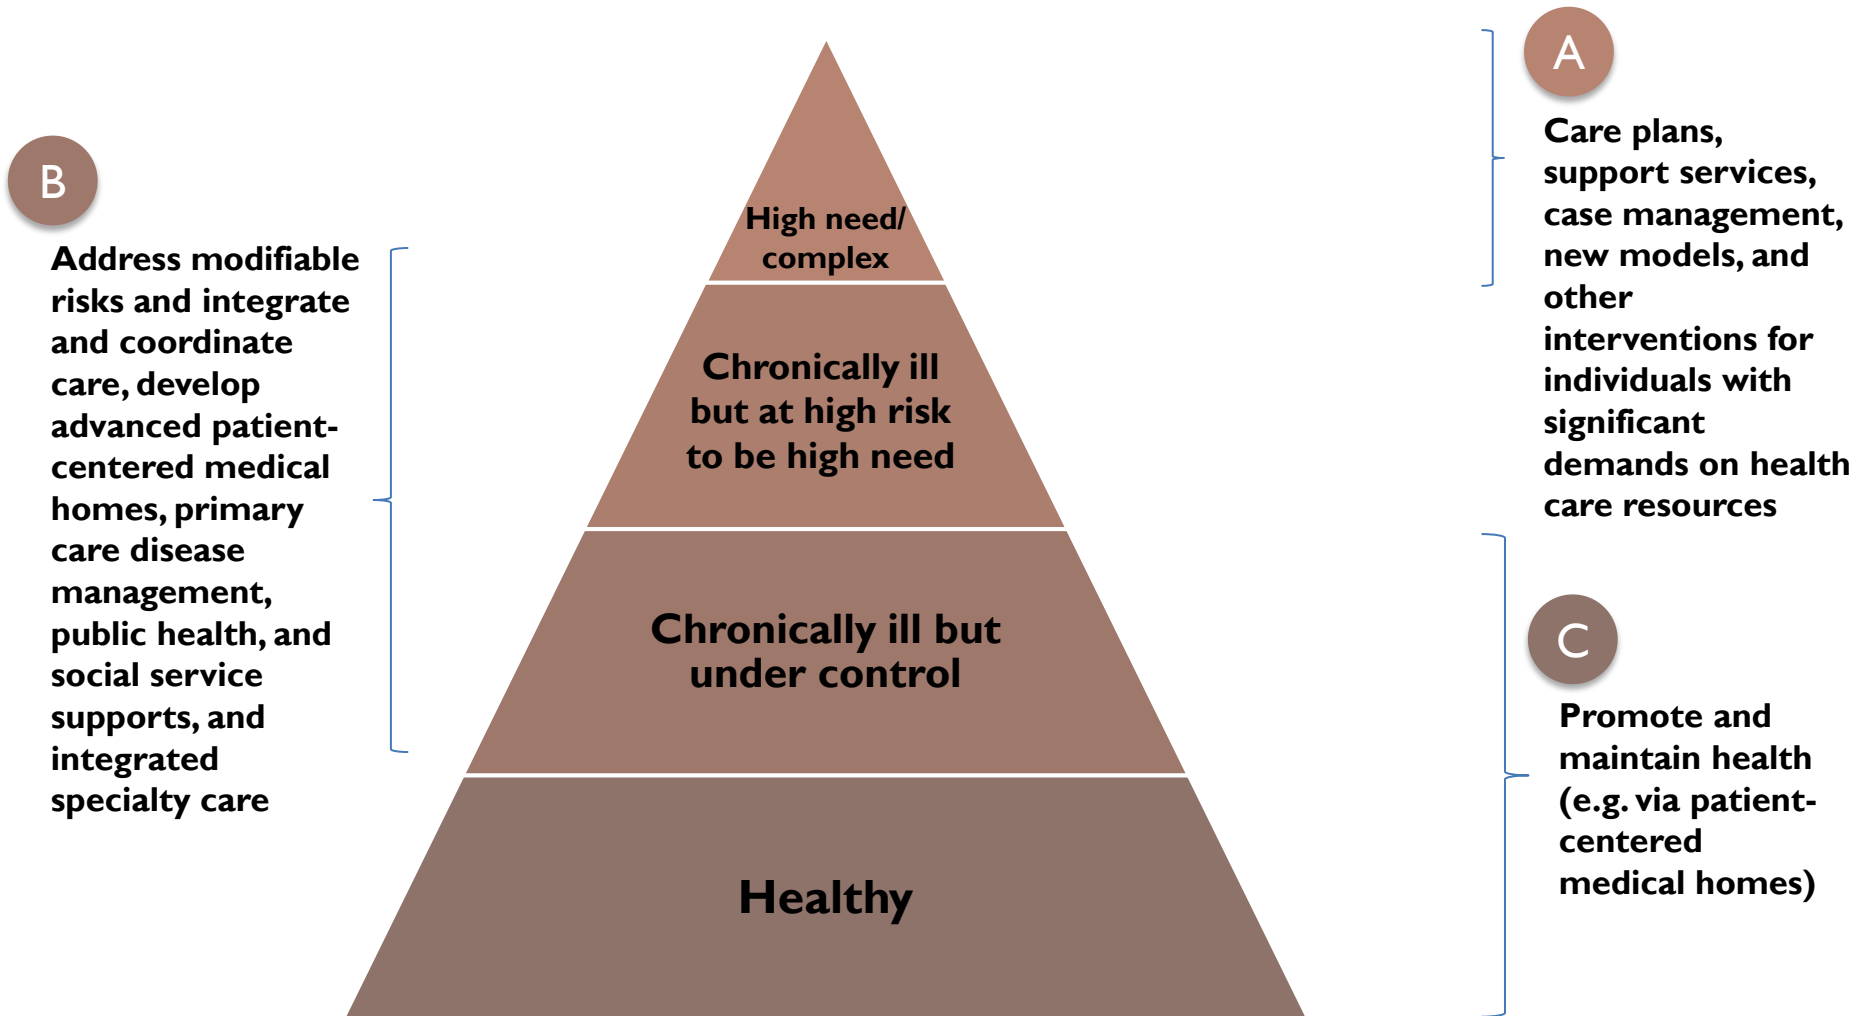 A
Care plans,
support services,
case management,
new models, and
other
interventions for
individuals with
significant
demands on health
care resources
B
Address modifiable
risks and integrate
and coordinate
care, develop
advanced patient-
centered medical
homes, primary
care disease
management,
public health, and
social service
supports, and
integrated
specialty care
High need/
complex
Chronically ill
but at high risk
to be high need
Chronically ill but
under control
Healthy
C
Promote and
maintain health
(e.g. via patient-
centered
medical homes)